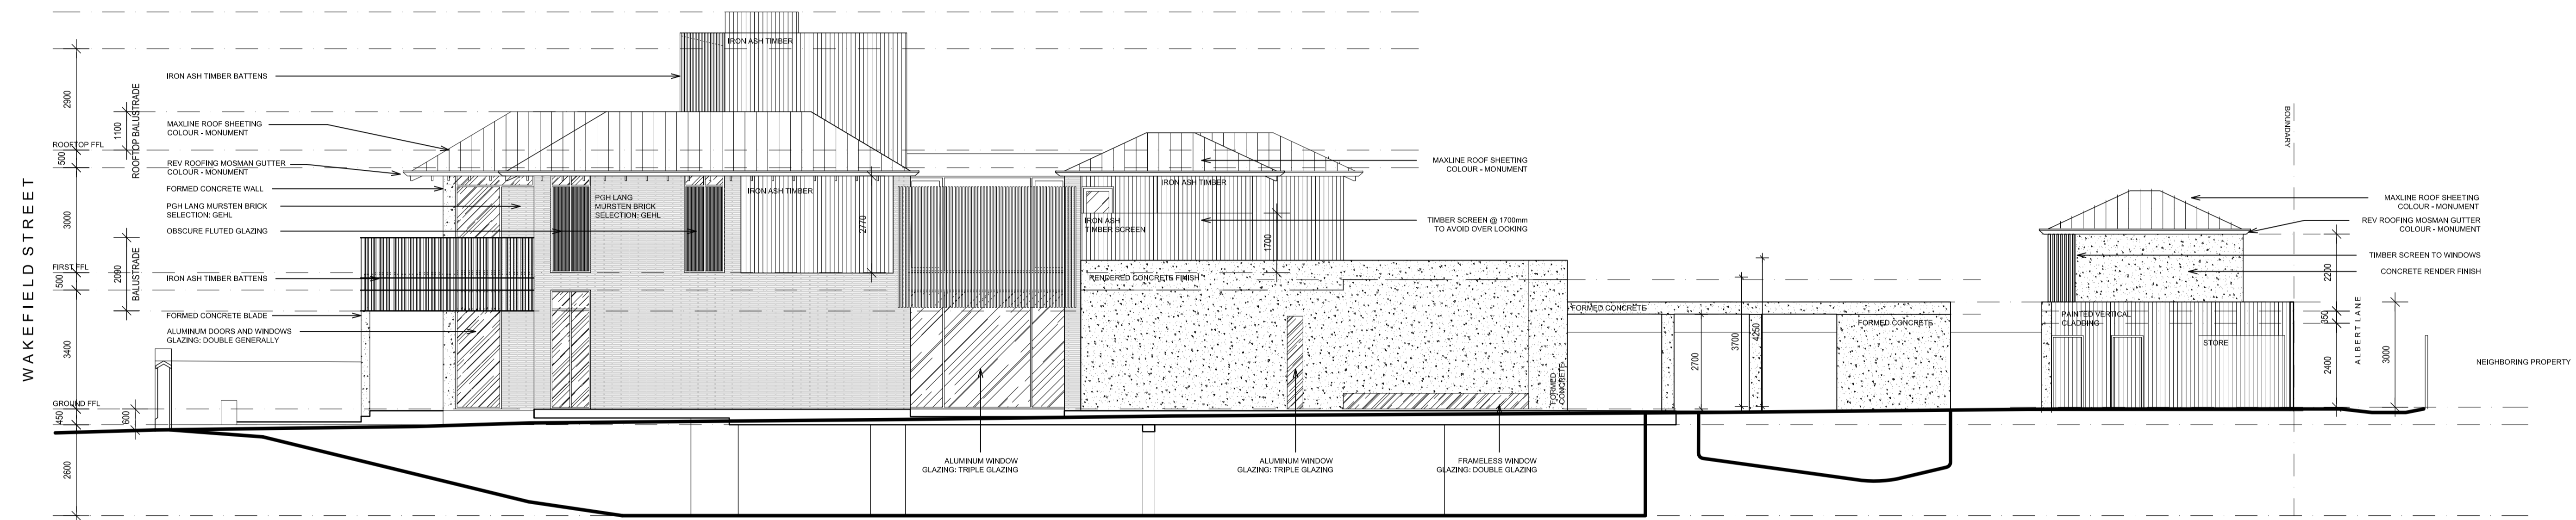 WAKEFIELD STREET
2900
500
3000
500
3400
450
2600
ROOFTOP FFL
FIRST FFL
GROUND FFL
1100
ROOFTOP BALUSTRADE
2090
BALUSTRADE
600
IRON ASH TIMBER BATTENS
MAXLINE ROOF SHEETING
COLOUR - MONUMENT
REV ROOFING MOSMAN GUTTER
COLOUR - MONUMENT
FORMED CONCRETE WALL
PGH LANG MURSTEN BRICK
SELECTION; GEHL
OBSCURE FLUTED GLAZING
IRON ASH TIMBER BATTENS
FORMED CONCRETE BLADE
ALUMINUM DOORS AND WINDOWS
GLAZING: DOUBLE GENERALLY
IRON ASH TIMBER
PGH LANG
MURSTEN BRICK
SELECTION; GEHL
IRON ASH TIMBER
2770
ALUMINUM WINDOW
GLAZING: TRIPLE GLAZING
IRON ASH TIMBER
IRON ASH
TIMBER SCREEN
1700
RENDERED CONCRETE FINISH
MAXLINE ROOF SHEETING
COLOUR - MONUMENT
TIMBER SCREEN @ 1700mm
TO AVOID OVER LOOKING
ALUMINUM WINDOW
GLAZING: TRIPLE GLAZING
FRAMELESS WINDOW
GLAZING: DOUBLE GLAZING
FORMED
CONCRETE
FORMED CONCRETE
2700
3700
4250
FORMED CONCRETE
PAINTED VERTICAL
CLADDING
STORE
BOUNDARY
MAXLINE ROOF SHEETING
COLOUR - MONUMENT
REV ROOFING MOSMAN GUTTER
COLOUR - MONUMENT
TIMBER SCREEN TO WINDOWS
CONCRETE RENDER FINISH
2200
350
2400
ALBERT LANE
3000
NEIGHBORING PROPERTY